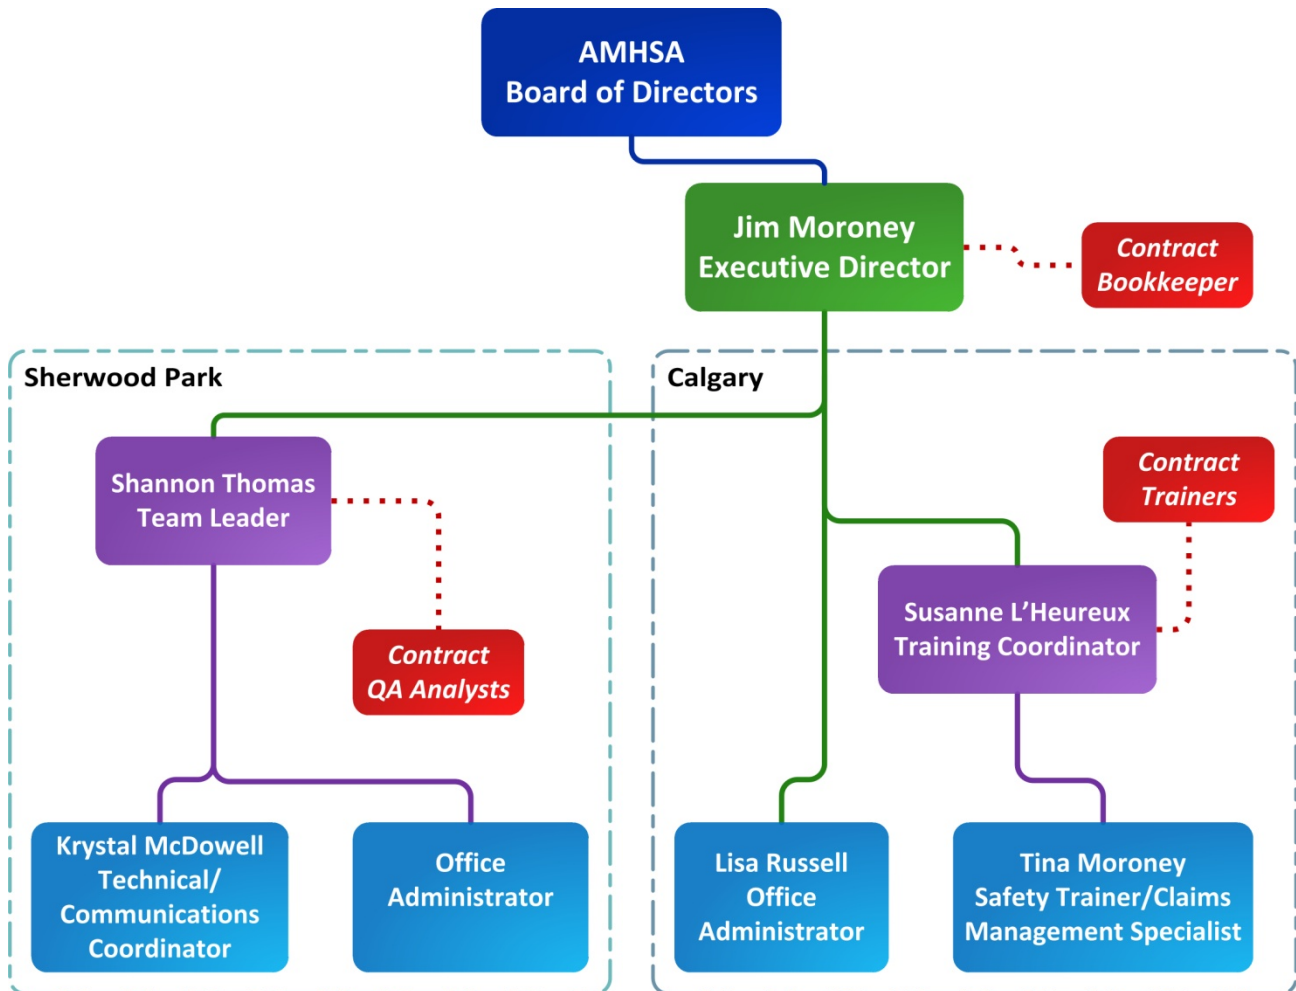 AMHSA
Board of Directors
Jim Moroney
Executive Director
Contract
Bookkeeper
Sherwood Park
Calgary
Shannon Thomas
Team Leader
Contract
QA Analysts
Contract
Trainers
Susanne L’Heureux
Training Coordinator
Krystal McDowell
Technical/
Communications
Coordinator
Office
Administrator
Lisa Russell
Office
Administrator
Tina Moroney
Safety Trainer/Claims
Management Specialist